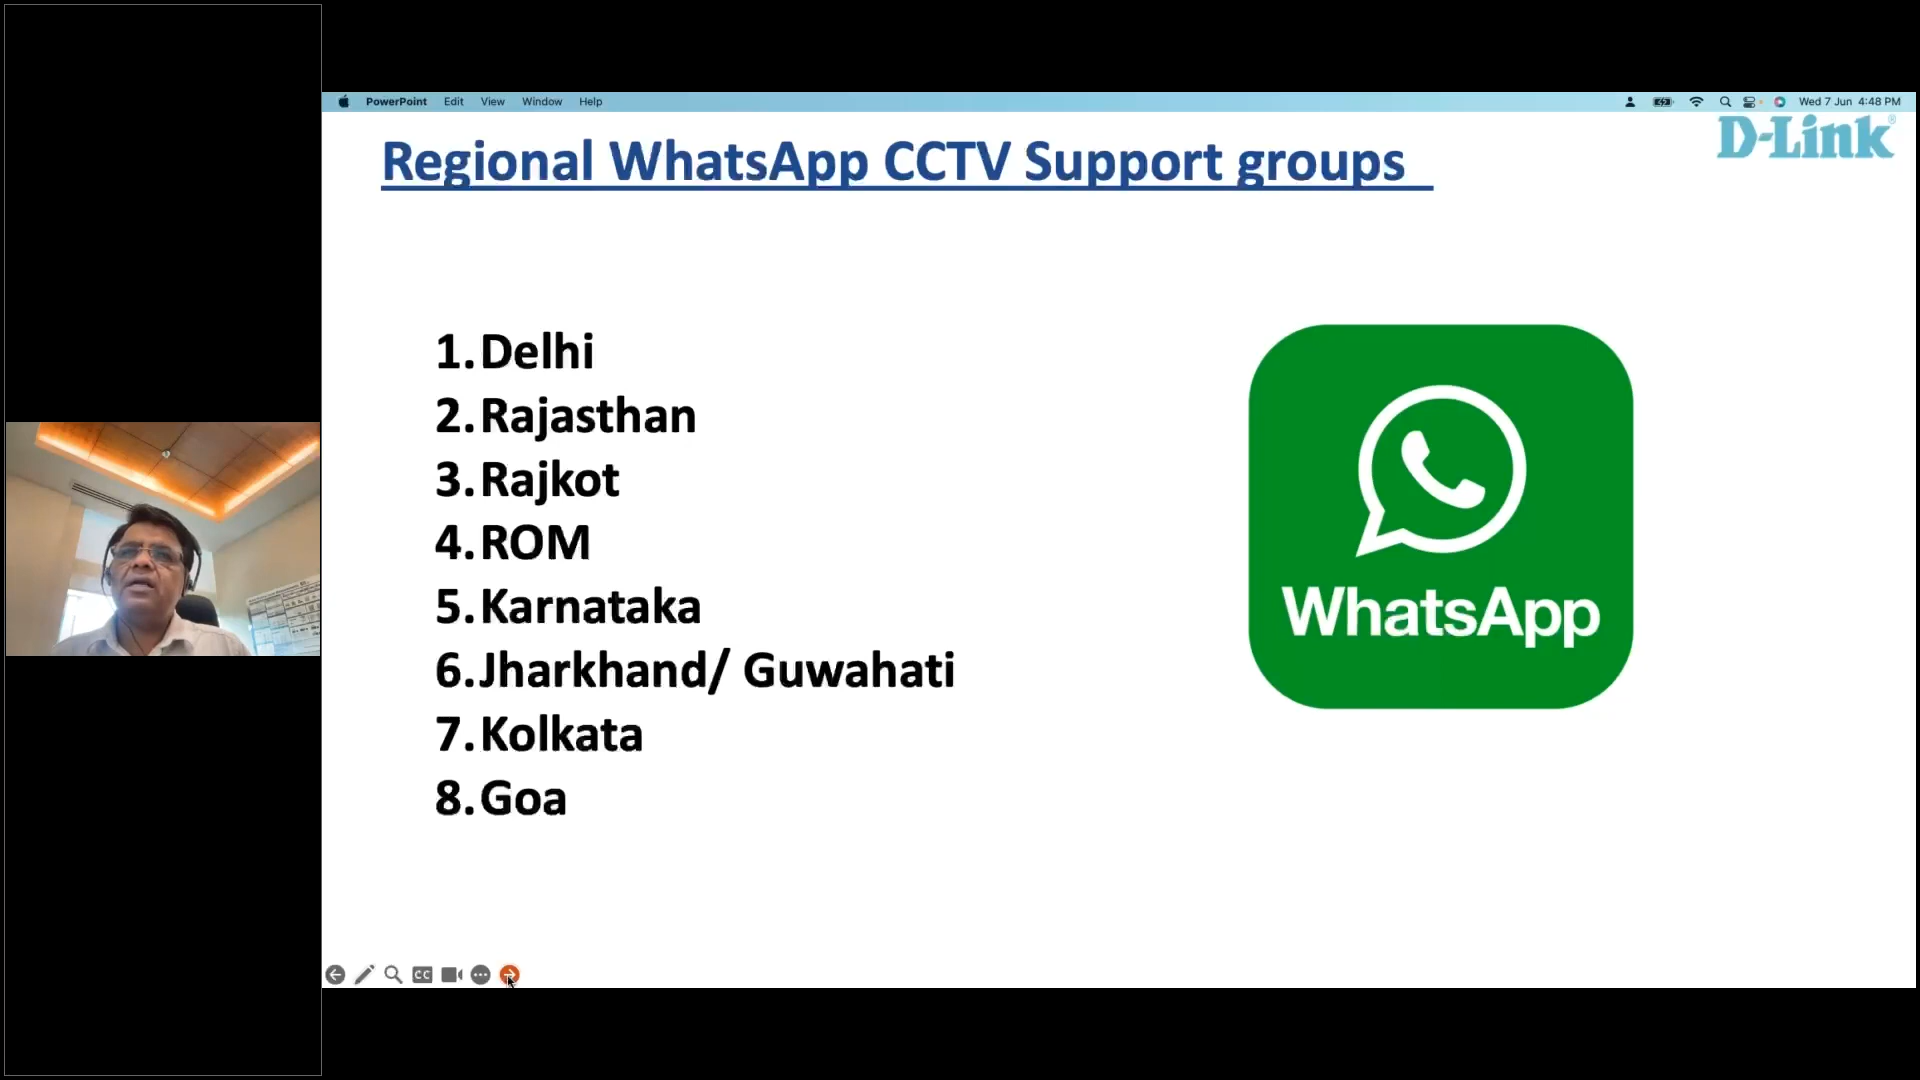 PowerPoint Edit View Window Help
Wed 7 Jun 4:48 PM
D-Link®
Regional WhatsApp CCTV Support groups
1. Delhi
2. Rajasthan
3. Rajkot
4. ROM
5. Karnataka
6. Jharkhand/ Guwahati
7. Kolkata
8. Goa
WhatsApp
CC